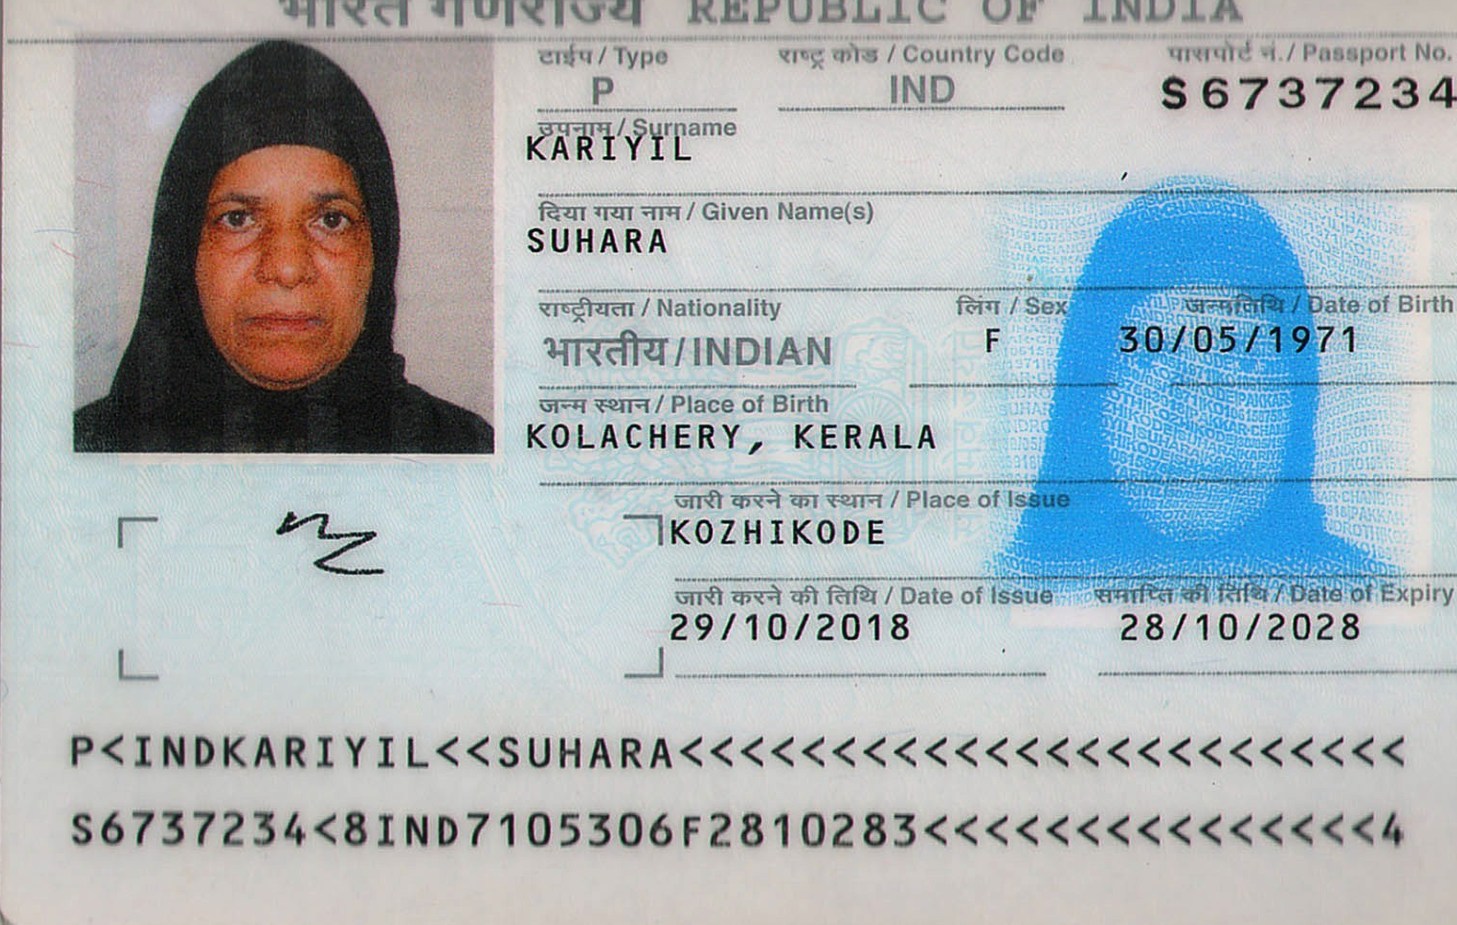 भारत गणराज्य REPUBLIC OF INDIA
टाईप / Type राष्ट्र कोड / Country Code पासपोर्ट नं. / Passport No.
P IND S6737234
उपनाम / Surname
KARIYIL
दिया गया नाम / Given Name(s)
SUHARA
राष्ट्रीयता / Nationality लिंग / Sex जन्मतिथि / Date of Birth
भारतीय / INDIAN F 30/05/1971
जन्म स्थान / Place of Birth
KOLACHERY, KERALA
जारी करने का स्थान / Place of Issue
KOZHIKODE
जारी करने की तिथि / Date of Issue समाप्ति की तिथि / Date of Expiry
29/10/2018 28/10/2028
P<INDKARIYIL<<SUHARA<<<<<<<<<<<<<<<<<<<<<<<<
S6737234<8IND7105306F2810283<<<<<<<<<<<<<<<4